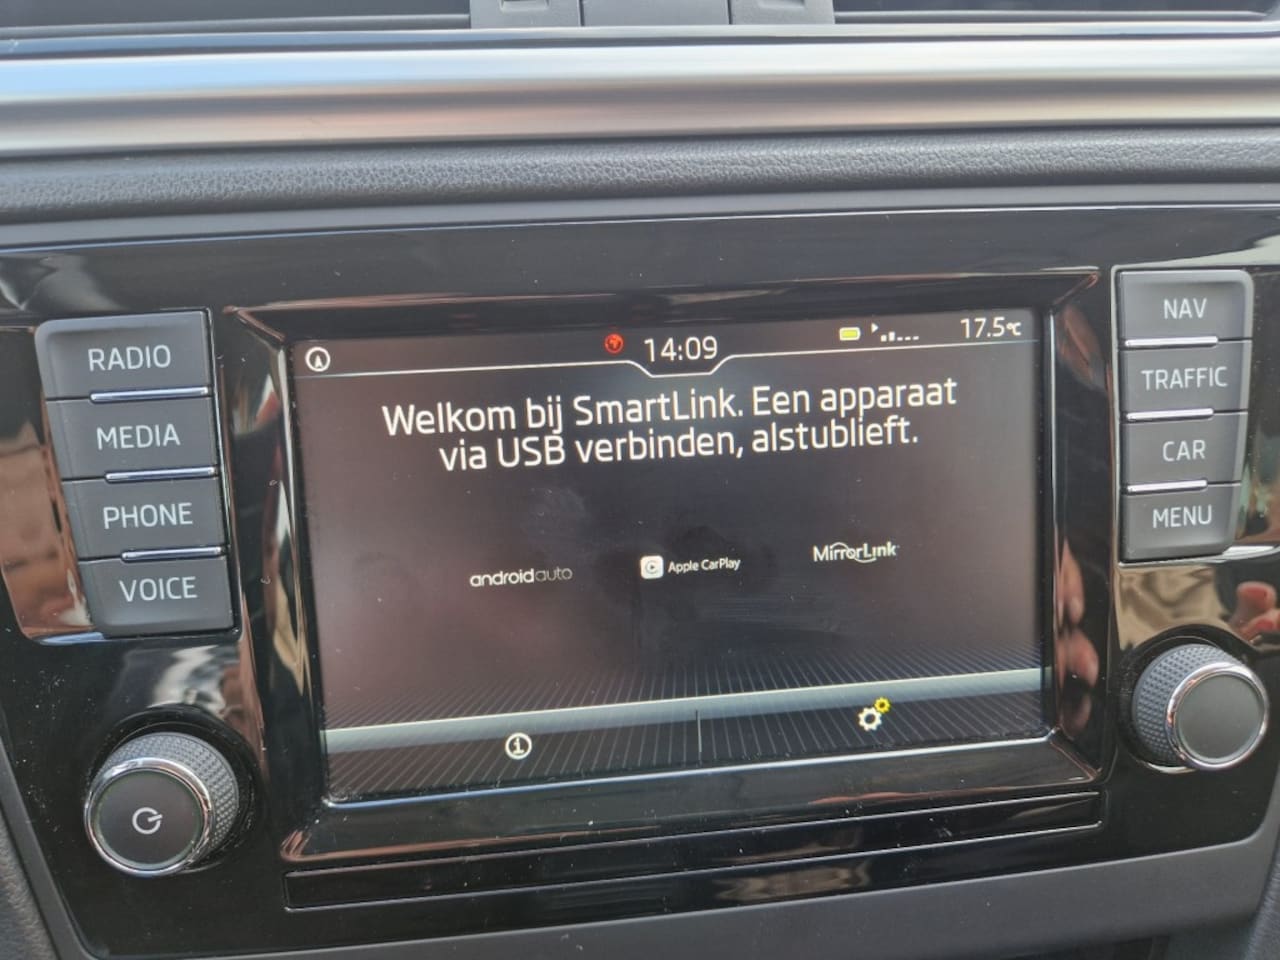 RADIO
MEDIA
PHONE
VOICE
14:09
17.5°C
Welkom bij SmartLink. Een apparaat
via USB verbinden, alstublieft.
androidauto
Apple CarPlay
MirrorLink
NAV
TRAFFIC
CAR
MENU